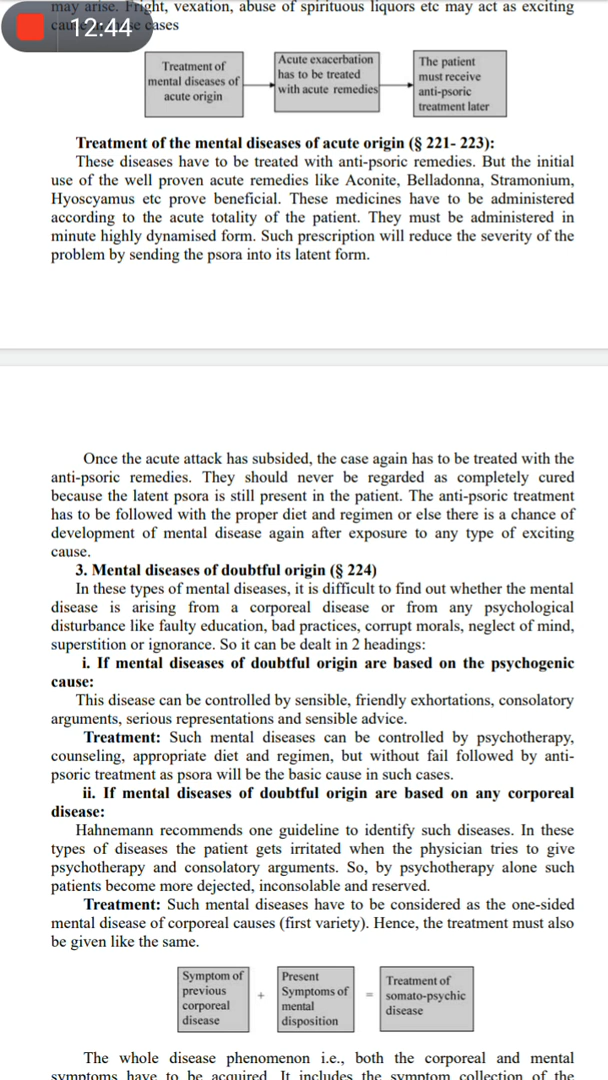 may arise. Fright, vexation, abuse of spirituous liquors etc may act as exciting
12:44 cases
Treatment of
mental diseases of
acute origin
Acute exacerbation
has to be treated
with acute remedies
The patient
must receive
anti-psoric
treatment later
Treatment of the mental diseases of acute origin (§ 221- 223):
These diseases have to be treated with anti-psoric remedies. But the initial
use of the well proven acute remedies like Aconite, Belladonna, Stramonium,
Hyoscyamus etc prove beneficial. These medicines have to be administered
according to the acute totality of the patient. They must be administered in
minute highly dynamised form. Such prescription will reduce the severity of the
problem by sending the psora into its latent form.
Once the acute attack has subsided, the case again has to be treated with the
anti-psoric remedies. They should never be regarded as completely cured
because the latent psora is still present in the patient. The anti-psoric treatment
has to be followed with the proper diet and regimen or else there is a chance of
development of mental disease again after exposure to any type of exciting
cause.
3. Mental diseases of doubtful origin (§ 224)
In these types of mental diseases, it is difficult to find out whether the mental
disease is arising from a corporeal disease or from any psychological
disturbance like faulty education, bad practices, corrupt morals, neglect of mind,
superstition or ignorance. So it can be dealt in 2 headings:
i. If mental diseases of doubtful origin are based on the psychogenic
cause:
This disease can be controlled by sensible, friendly exhortations, consolatory
arguments, serious representations and sensible advice.
Treatment: Such mental diseases can be controlled by psychotherapy,
counseling, appropriate diet and regimen, but without fail followed by anti-
psoric treatment as psora will be the basic cause in such cases.
ii. If mental diseases of doubtful origin are based on any corporeal
disease:
Hahnemann recommends one guideline to identify such diseases. In these
types of diseases the patient gets irritated when the physician tries to give
psychotherapy and consolatory arguments. So, by psychotherapy alone such
patients become more dejected, inconsolable and reserved.
Treatment: Such mental diseases have to be considered as the one-sided
mental disease of corporeal causes (first variety). Hence, the treatment must also
be given like the same.
Symptom of
previous
corporeal
disease
+
Present
Symptoms of
mental
disposition
=
Treatment of
somato-psychic
disease
The whole disease phenomenon i.e., both the corporeal and mental
symptoms have to be acquired. It includes the symptom collection of the